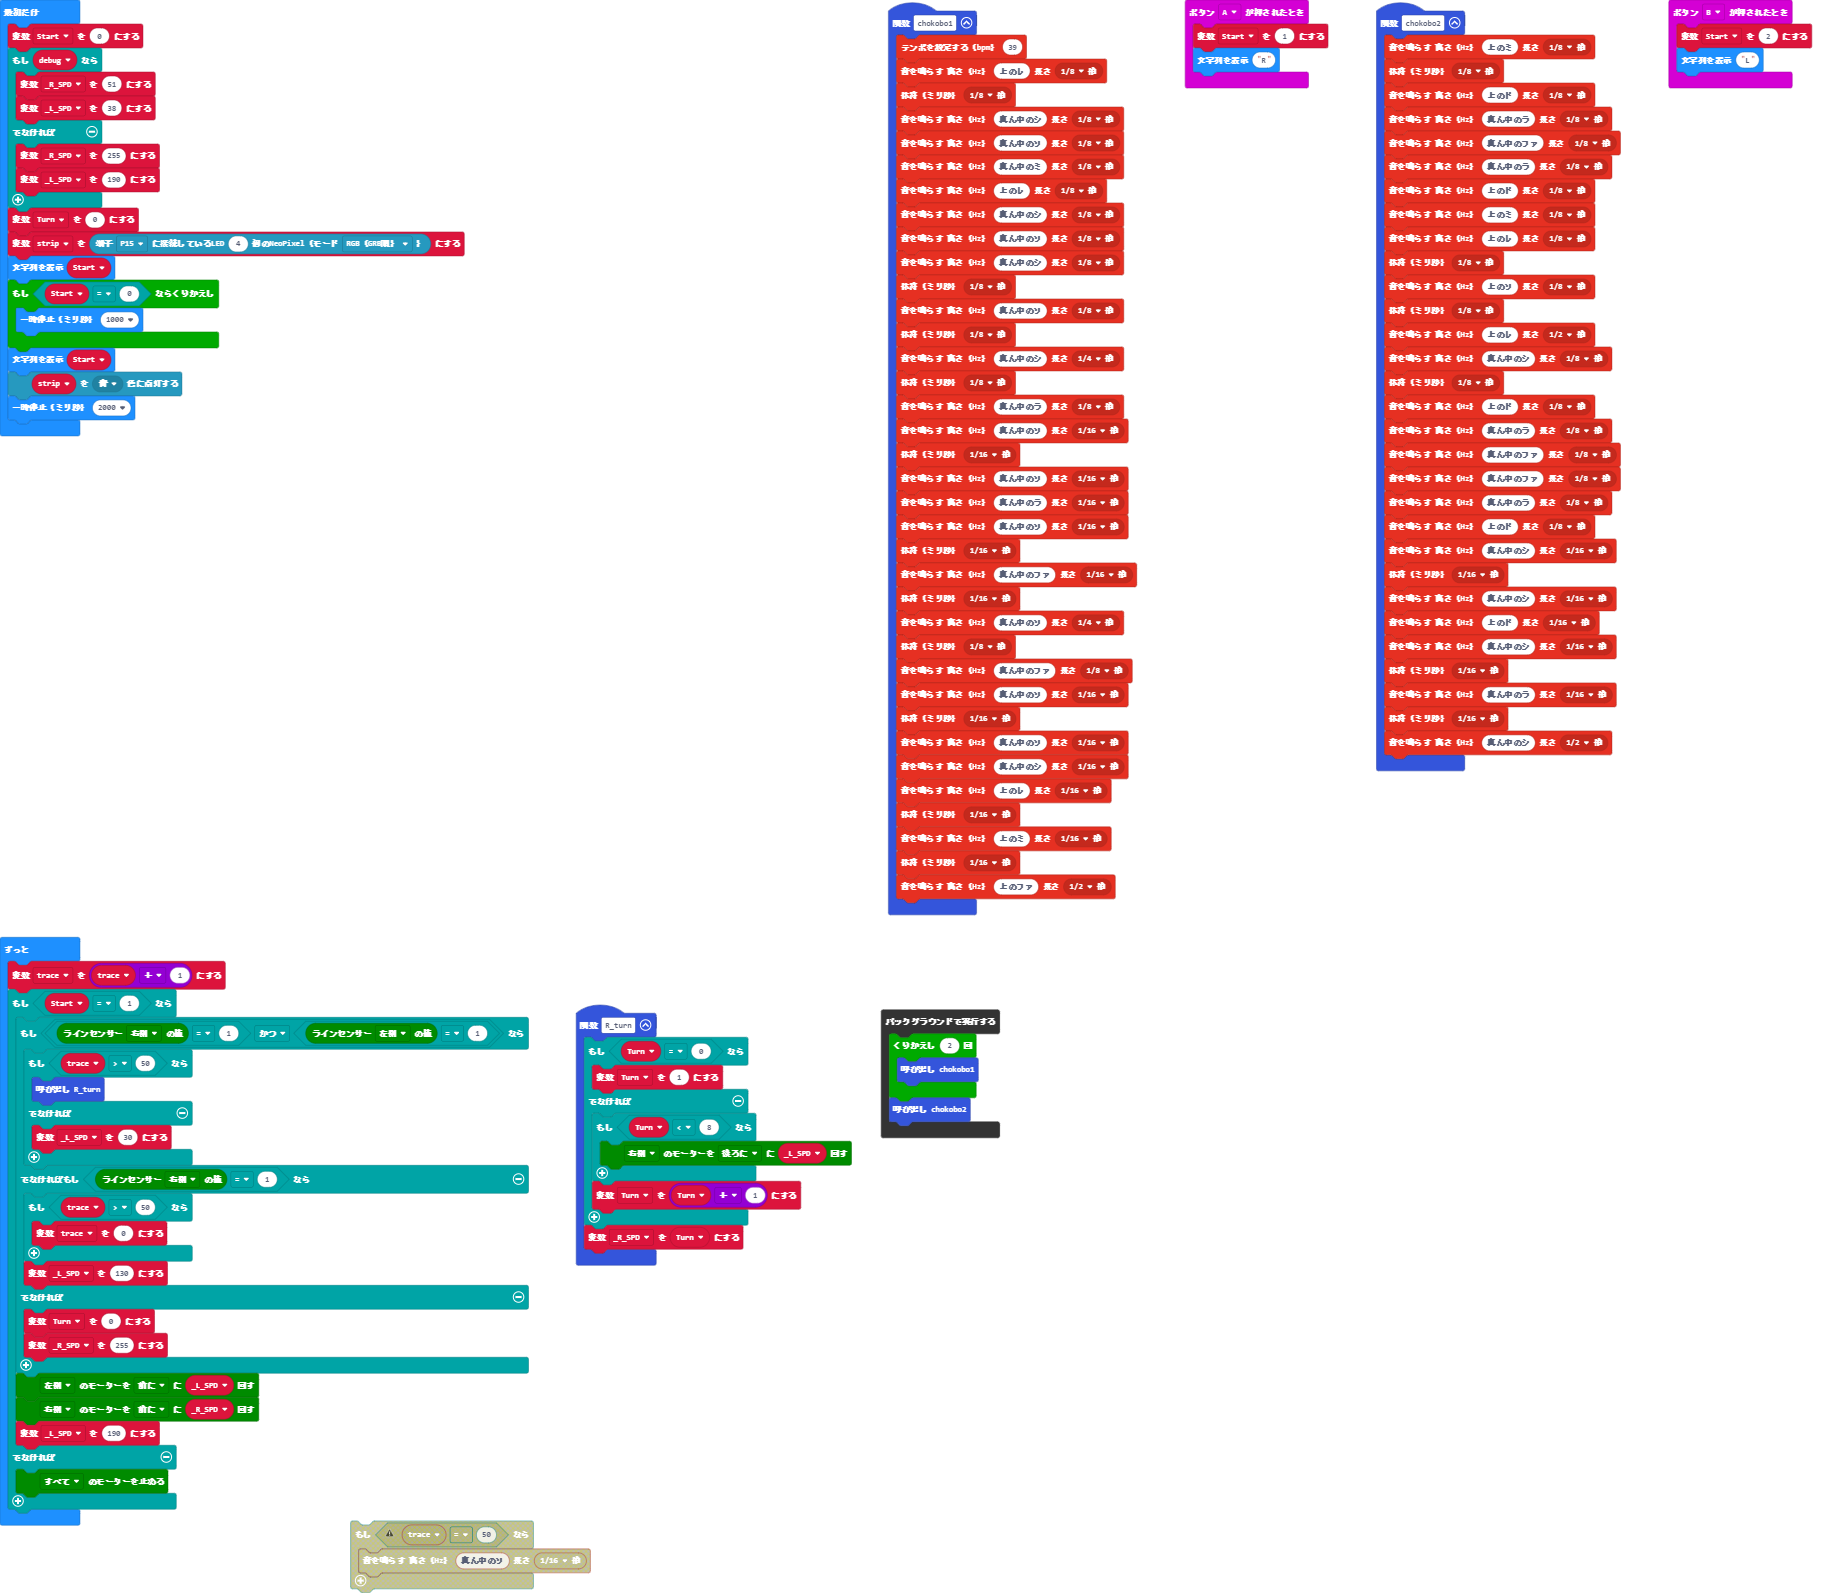 最初だけ
変数 Start を 0 にする
もし debug なら
変数 _R_SPD を 51 にする
変数 _L_SPD を 38 にする
でなければ
変数 _R_SPD を 255 にする
変数 _L_SPD を 190 にする
変数 Turn を 0 にする
変数 strip を 端子 P15 に接続しているLED 4 個のNeoPixel (モード RGB (GRB順) ) にする
文字列を表示 Start
もし Start = 0 ならくりかえし
一時停止 (ミリ秒) 1000
文字列を表示 Start
strip を 黄 色に点灯する
一時停止 (ミリ秒) 2000
関数 chokobo1
テンポを設定する (bpm) 39
音を鳴らす 高さ (Hz) 上のレ 長さ 1/8 拍
休符 (ミリ秒) 1/8 拍
音を鳴らす 高さ (Hz) 真ん中のシ 長さ 1/8 拍
音を鳴らす 高さ (Hz) 真ん中のソ 長さ 1/8 拍
音を鳴らす 高さ (Hz) 真ん中のミ 長さ 1/8 拍
音を鳴らす 高さ (Hz) 上のレ 長さ 1/8 拍
音を鳴らす 高さ (Hz) 真ん中のシ 長さ 1/8 拍
音を鳴らす 高さ (Hz) 真ん中のソ 長さ 1/8 拍
音を鳴らす 高さ (Hz) 真ん中のシ 長さ 1/8 拍
休符 (ミリ秒) 1/8 拍
音を鳴らす 高さ (Hz) 真ん中のソ 長さ 1/8 拍
休符 (ミリ秒) 1/8 拍
音を鳴らす 高さ (Hz) 真ん中のシ 長さ 1/4 拍
休符 (ミリ秒) 1/8 拍
音を鳴らす 高さ (Hz) 真ん中のラ 長さ 1/8 拍
音を鳴らす 高さ (Hz) 真ん中のソ 長さ 1/16 拍
休符 (ミリ秒) 1/16 拍
音を鳴らす 高さ (Hz) 真ん中のソ 長さ 1/16 拍
音を鳴らす 高さ (Hz) 真ん中のラ 長さ 1/16 拍
音を鳴らす 高さ (Hz) 真ん中のソ 長さ 1/16 拍
休符 (ミリ秒) 1/16 拍
音を鳴らす 高さ (Hz) 真ん中のファ 長さ 1/16 拍
休符 (ミリ秒) 1/16 拍
音を鳴らす 高さ (Hz) 真ん中のソ 長さ 1/4 拍
休符 (ミリ秒) 1/8 拍
音を鳴らす 高さ (Hz) 真ん中のファ 長さ 1/8 拍
音を鳴らす 高さ (Hz) 真ん中のソ 長さ 1/16 拍
休符 (ミリ秒) 1/16 拍
音を鳴らす 高さ (Hz) 真ん中のソ 長さ 1/16 拍
音を鳴らす 高さ (Hz) 真ん中のシ 長さ 1/16 拍
音を鳴らす 高さ (Hz) 上のレ 長さ 1/16 拍
休符 (ミリ秒) 1/16 拍
音を鳴らす 高さ (Hz) 上のミ 長さ 1/16 拍
休符 (ミリ秒) 1/16 拍
音を鳴らす 高さ (Hz) 上のファ 長さ 1/2 拍
ボタン A が押されたとき
変数 Start を 1 にする
文字列を表示 "R"
関数 chokobo2
音を鳴らす 高さ (Hz) 上のミ 長さ 1/8 拍
休符 (ミリ秒) 1/8 拍
音を鳴らす 高さ (Hz) 上のド 長さ 1/8 拍
音を鳴らす 高さ (Hz) 真ん中のラ 長さ 1/8 拍
音を鳴らす 高さ (Hz) 真ん中のファ 長さ 1/8 拍
音を鳴らす 高さ (Hz) 真ん中のラ 長さ 1/8 拍
音を鳴らす 高さ (Hz) 上のド 長さ 1/8 拍
音を鳴らす 高さ (Hz) 上のミ 長さ 1/8 拍
音を鳴らす 高さ (Hz) 上のレ 長さ 1/8 拍
休符 (ミリ秒) 1/8 拍
音を鳴らす 高さ (Hz) 上のソ 長さ 1/8 拍
休符 (ミリ秒) 1/8 拍
音を鳴らす 高さ (Hz) 上のレ 長さ 1/2 拍
音を鳴らす 高さ (Hz) 真ん中のシ 長さ 1/8 拍
休符 (ミリ秒) 1/8 拍
音を鳴らす 高さ (Hz) 上のド 長さ 1/8 拍
音を鳴らす 高さ (Hz) 真ん中のラ 長さ 1/8 拍
音を鳴らす 高さ (Hz) 真ん中のファ 長さ 1/8 拍
音を鳴らす 高さ (Hz) 真ん中のファ 長さ 1/8 拍
音を鳴らす 高さ (Hz) 真ん中のラ 長さ 1/8 拍
音を鳴らす 高さ (Hz) 上のド 長さ 1/8 拍
音を鳴らす 高さ (Hz) 真ん中のシ 長さ 1/16 拍
休符 (ミリ秒) 1/16 拍
音を鳴らす 高さ (Hz) 真ん中のシ 長さ 1/16 拍
音を鳴らす 高さ (Hz) 上のド 長さ 1/16 拍
音を鳴らす 高さ (Hz) 真ん中のシ 長さ 1/16 拍
休符 (ミリ秒) 1/16 拍
音を鳴らす 高さ (Hz) 真ん中のラ 長さ 1/16 拍
休符 (ミリ秒) 1/16 拍
音を鳴らす 高さ (Hz) 真ん中のシ 長さ 1/2 拍
ボタン B が押されたとき
変数 Start を 2 にする
文字列を表示 "L"
ずっと
変数 trace を trace + 1 にする
もし Start = 1 なら
もし ラインセンサー 右側 の値 = 1 かつ ラインセンサー 左側 の値 = 1 なら
もし trace > 50 なら
呼び出し R_turn
でなければ
変数 _L_SPD を 30 にする
でなければもし ラインセンサー 右側 の値 = 1 なら
もし trace > 50 なら
変数 trace を 0 にする
変数 _L_SPD を 130 にする
でなければ
変数 Turn を 0 にする
変数 _R_SPD を 255 にする
左側 のモーターを 前に に _L_SPD 回す
右側 のモーターを 前に に _R_SPD 回す
変数 _L_SPD を 190 にする
でなければ
すべて のモーターを止める
関数 R_turn
もし Turn = 0 なら
変数 Turn を 1 にする
でなければ
もし Turn < 8 なら
右側 のモーターを 後ろに に _L_SPD 回す
変数 Turn を Turn + 1 にする
変数 _R_SPD を Turn にする
バックグラウンドで実行する
くりかえし 2 回
呼び出し chokobo1
呼び出し chokobo2
もし trace = 50 なら
音を鳴らす 高さ (Hz) 真ん中のソ 長さ 1/16 拍